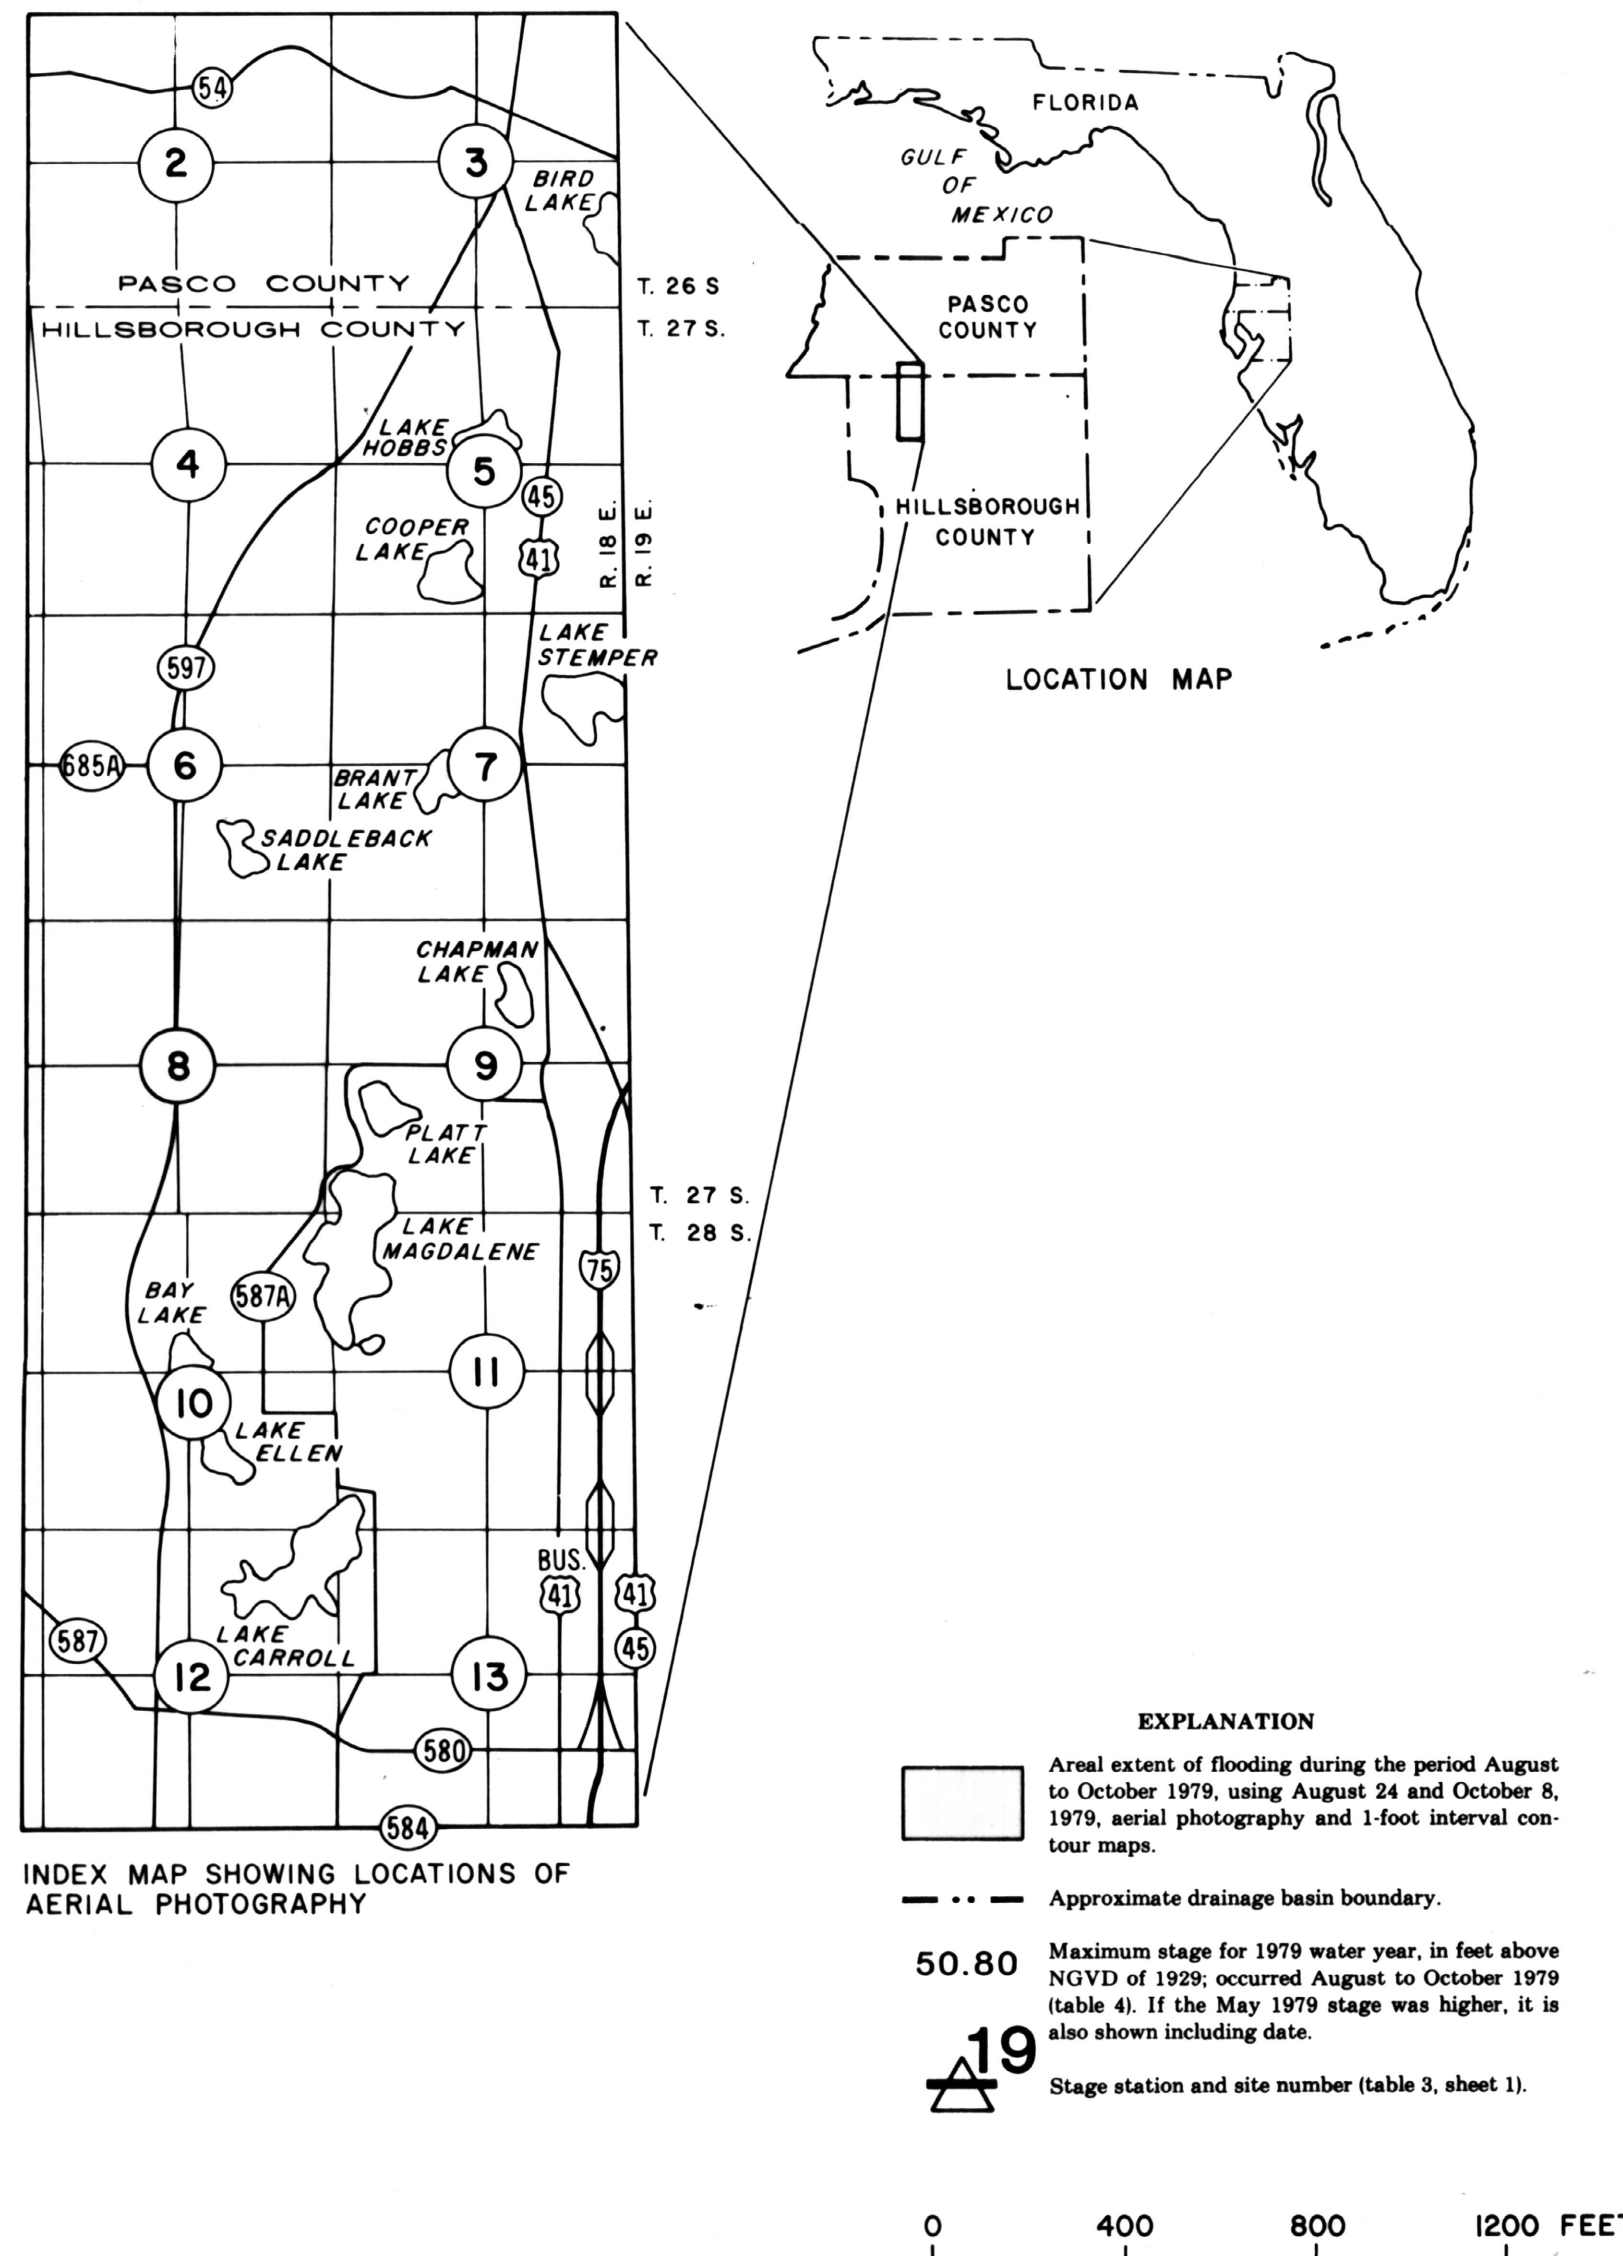 54
2
3
BIRD
LAKE
PASCO COUNTY
T. 26 S
HILLSBOROUGH COUNTY
T. 27 S.
LAKE
HOBBS
4
5
45
COOPER
LAKE
41
R. 18 E.
R. 19 E.
LAKE
STEMPER
597
685A
6
7
BRANT
LAKE
SADDLEBACK
LAKE
CHAPMAN
LAKE
8
9
PLATT
LAKE
T. 27 S.
T. 28 S.
LAKE
MAGDALENE
75
BAY
LAKE
587A
11
10
LAKE
ELLEN
BUS.
41
41
587
LAKE
CARROLL
45
12
13
580
584
INDEX MAP SHOWING LOCATIONS OF
AERIAL PHOTOGRAPHY
FLORIDA
GULF
OF
MEXICO
PASCO
COUNTY
HILLSBOROUGH
COUNTY
LOCATION MAP
EXPLANATION
Areal extent of flooding during the period August
to October 1979, using August 24 and October 8,
1979, aerial photography and 1-foot interval con-
tour maps.
Approximate drainage basin boundary.
50.80
Maximum stage for 1979 water year, in feet above
NGVD of 1929; occurred August to October 1979
(table 4). If the May 1979 stage was higher, it is
also shown including date.
19
Stage station and site number (table 3, sheet 1).
0 400 800 1200 FEET